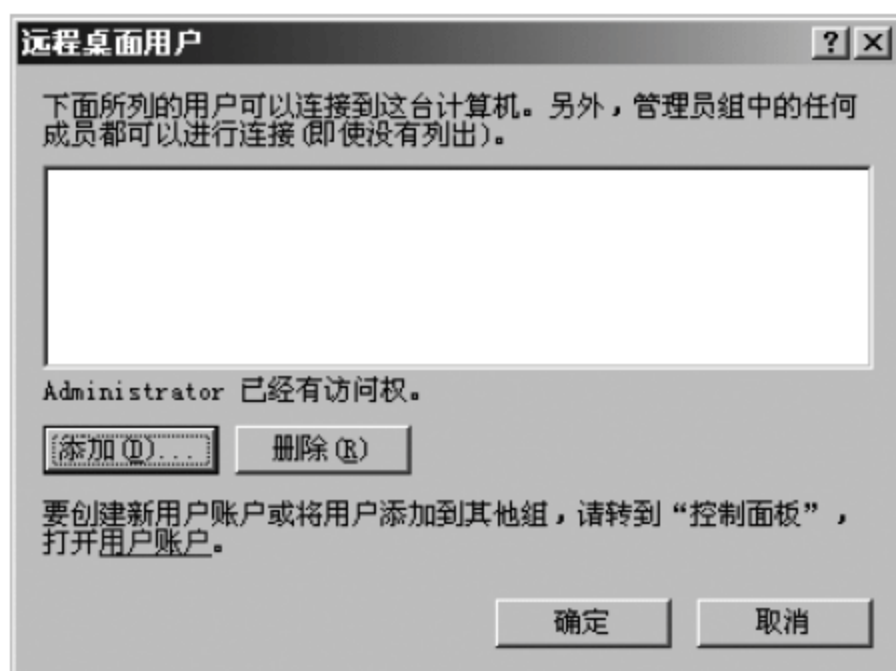 远程桌面用户
下面所列的用户可以连接到这台计算机。另外，管理员组中的任何
成员都可以进行连接(即使没有列出)。
Administrator 已经有访问权。
添加(D)... 删除(R)
要创建新用户账户或将用户添加到其他组，请转到“控制面板”，
打开用户账户。
确定 取消